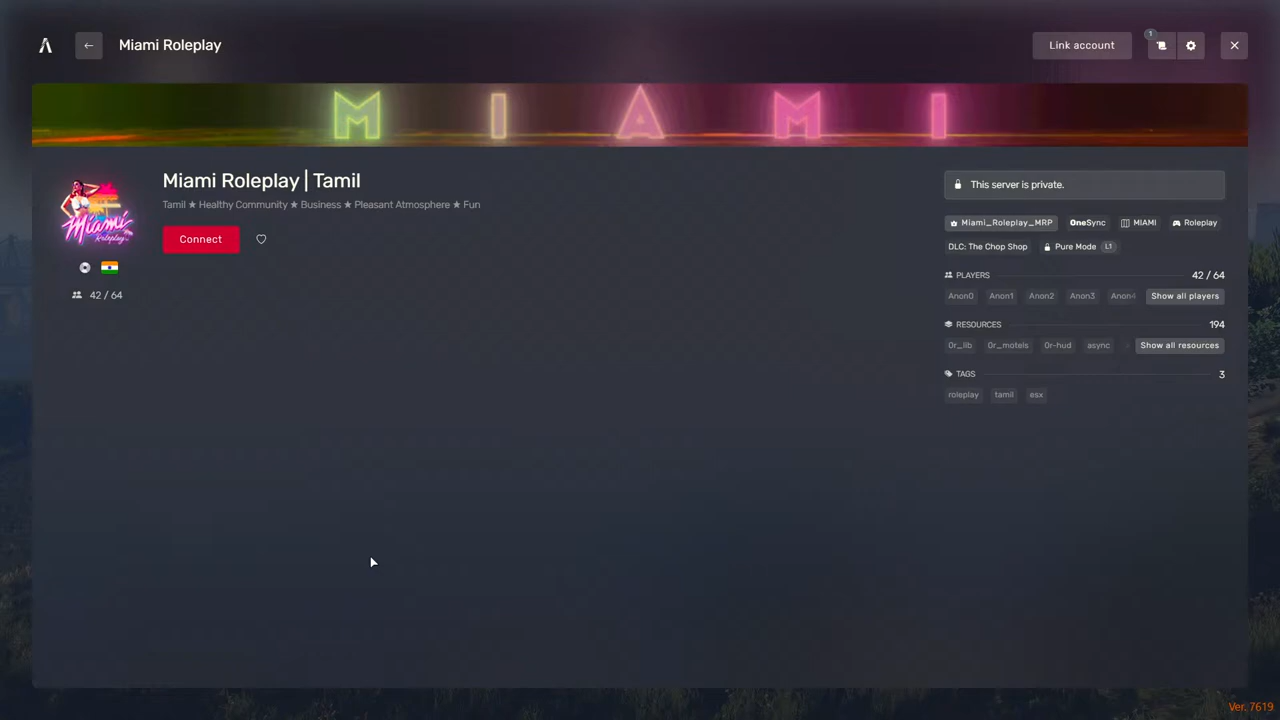 Miami Roleplay
Link account
1
M I A M I
Miami Roleplay | Tamil
Tamil ★ Healthy Community ★ Business ★ Pleasant Atmosphere ★ Fun
Connect
Miami
Roleplay
42 / 64
This server is private.
Miami_Roleplay_MRP OneSync MIAMI Roleplay
DLC: The Chop Shop Pure Mode L1
PLAYERS 42 / 64
Anon0 Anon1 Anon2 Anon3 Anon4 Show all players
RESOURCES 194
0r_lib 0r_motels 0r-hud async Show all resources
TAGS 3
roleplay tamil esx
Ver. 7619